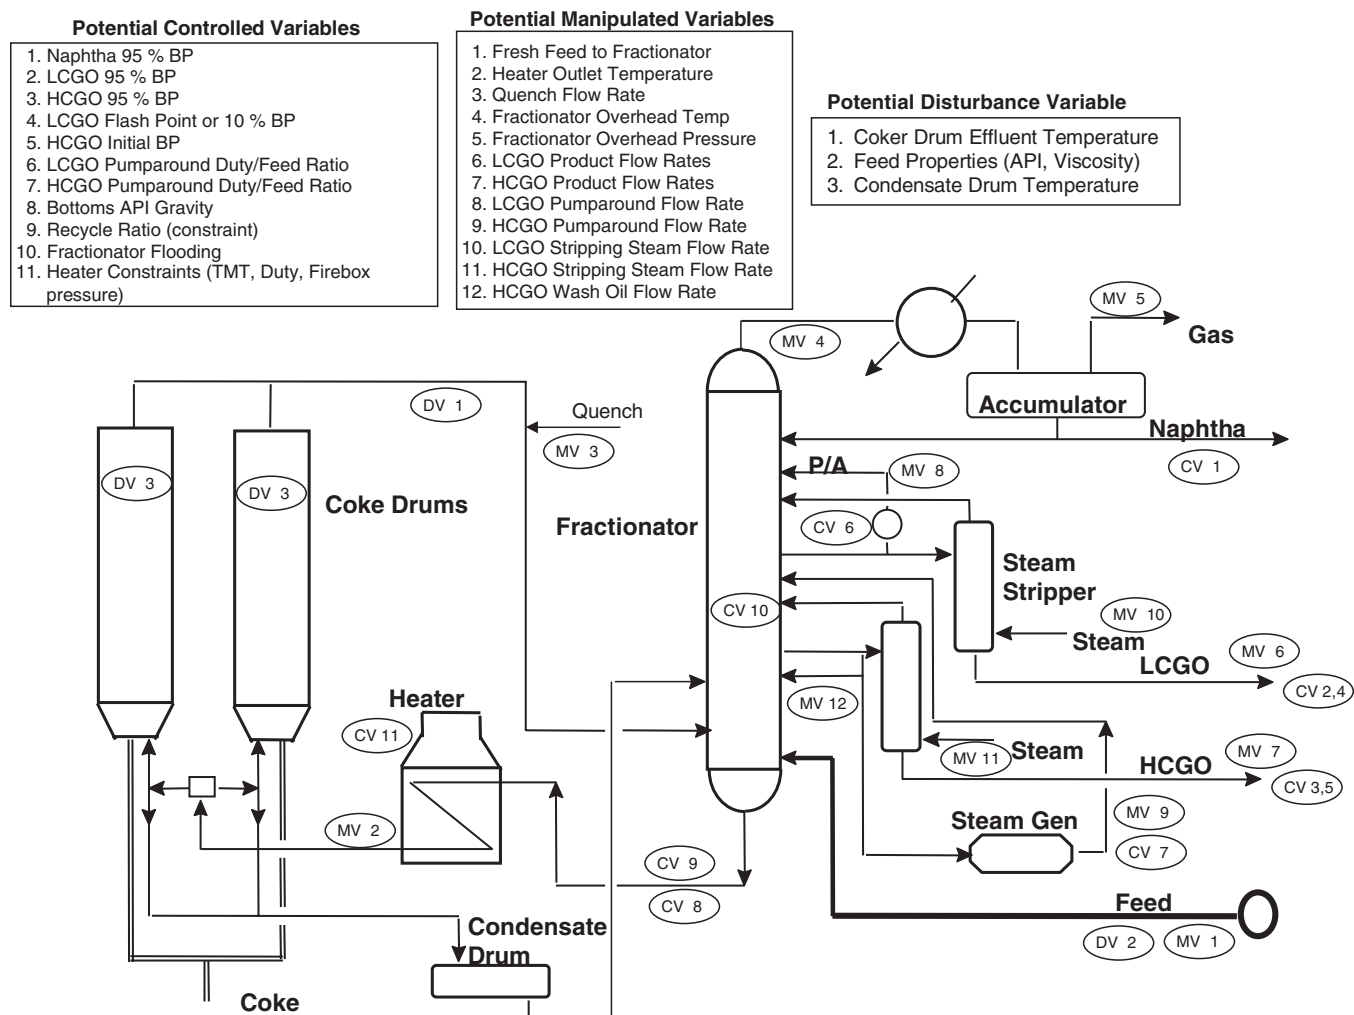 Potential Controlled Variables
1. Naphtha 95 % BP
2. LCGO 95 % BP
3. HCGO 95 % BP
4. LCGO Flash Point or 10 % BP
5. HCGO Initial BP
6. LCGO Pumparound Duty/Feed Ratio
7. HCGO Pumparound Duty/Feed Ratio
8. Bottoms API Gravity
9. Recycle Ratio (constraint)
10. Fractionator Flooding
11. Heater Constraints (TMT, Duty, Firebox
pressure)
Potential Manipulated Variables
1. Fresh Feed to Fractionator
2. Heater Outlet Temperature
3. Quench Flow Rate
4. Fractionator Overhead Temp
5. Fractionator Overhead Pressure
6. LCGO Product Flow Rates
7. HCGO Product Flow Rates
8. LCGO Pumparound Flow Rate
9. HCGO Pumparound Flow Rate
10. LCGO Stripping Steam Flow Rate
11. HCGO Stripping Steam Flow Rate
12. HCGO Wash Oil Flow Rate
Potential Disturbance Variable
1. Coker Drum Effluent Temperature
2. Feed Properties (API, Viscosity)
3. Condensate Drum Temperature
MV 5
Gas
MV 4
Accumulator
DV 1
Quench
MV 3
Naphtha
CV 1
P/A
MV 8
DV 3
DV 3
Coke Drums
Fractionator
CV 6
Steam
Stripper
CV 10
MV 10
Steam
LCGO
MV 6
CV 2,4
Heater
CV 11
MV 12
MV 11
Steam
HCGO
MV 7
CV 3,5
MV 2
Steam Gen
MV 9
CV 7
CV 9
CV 8
Feed
DV 2
MV 1
Condensate
Drum
Coke